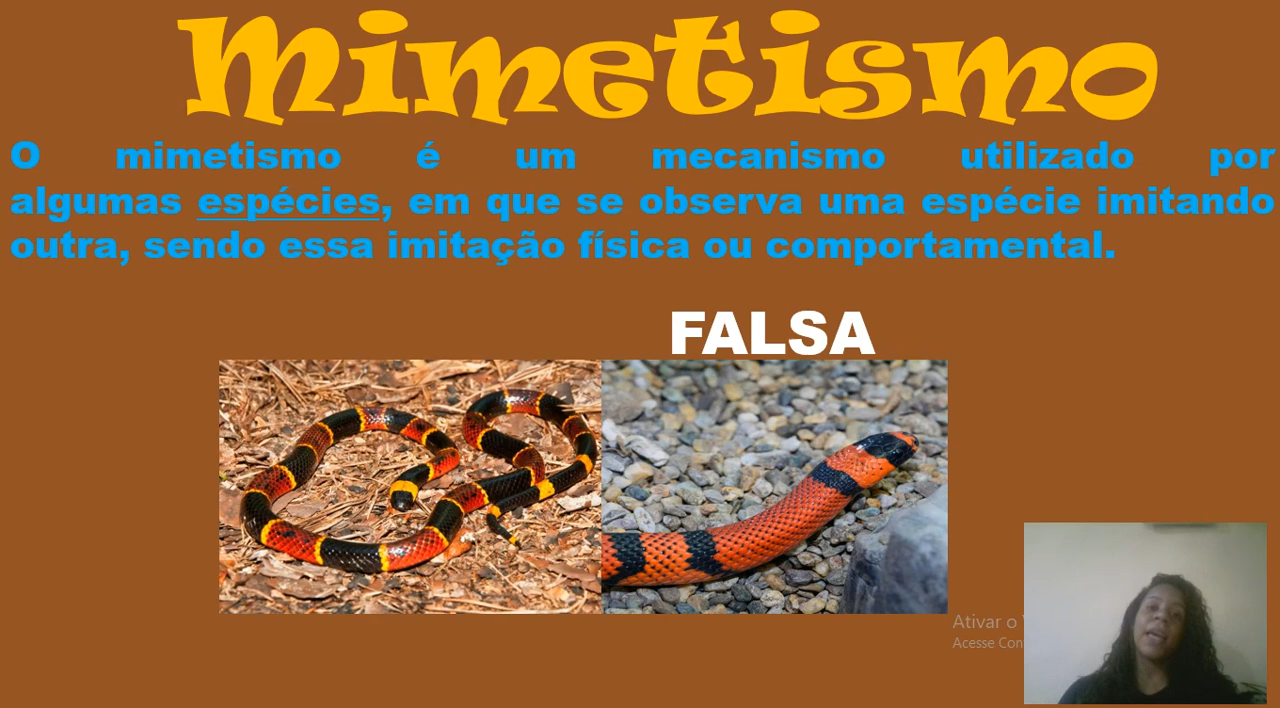 Mimetismo
O mimetismo é um mecanismo utilizado por
algumas espécies, em que se observa uma espécie imitando
outra, sendo essa imitação física ou comportamental.
FALSA
Ativar o
Acesse